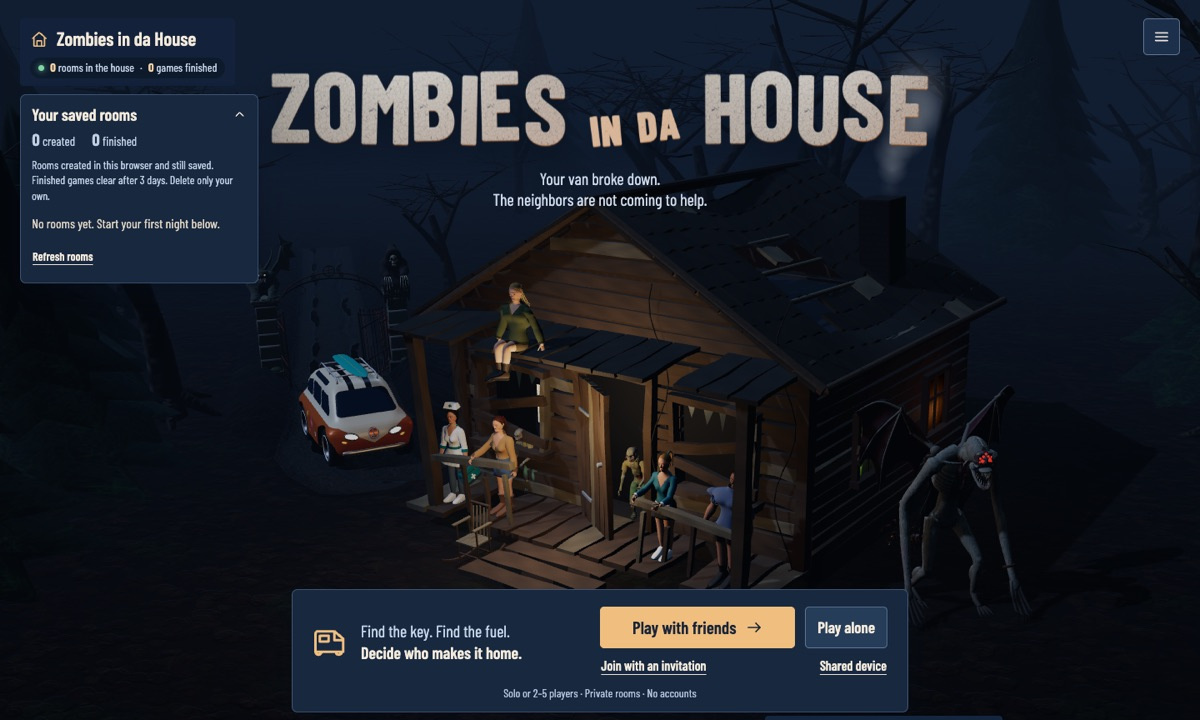 Zombies in da House
0 rooms in the house · 0 games finished
ZOMBIES IN DA HOUSE
Your saved rooms
0 created 0 finished
Rooms created in this browser and still saved.
Finished games clear after 3 days. Delete only your
own.
No rooms yet. Start your first night below.
Refresh rooms
Your van broke down.
The neighbors are not coming to help.
Find the key. Find the fuel.
Decide who makes it home.
Play with friends →
Play alone
Join with an invitation
Shared device
Solo or 2–5 players · Private rooms · No accounts